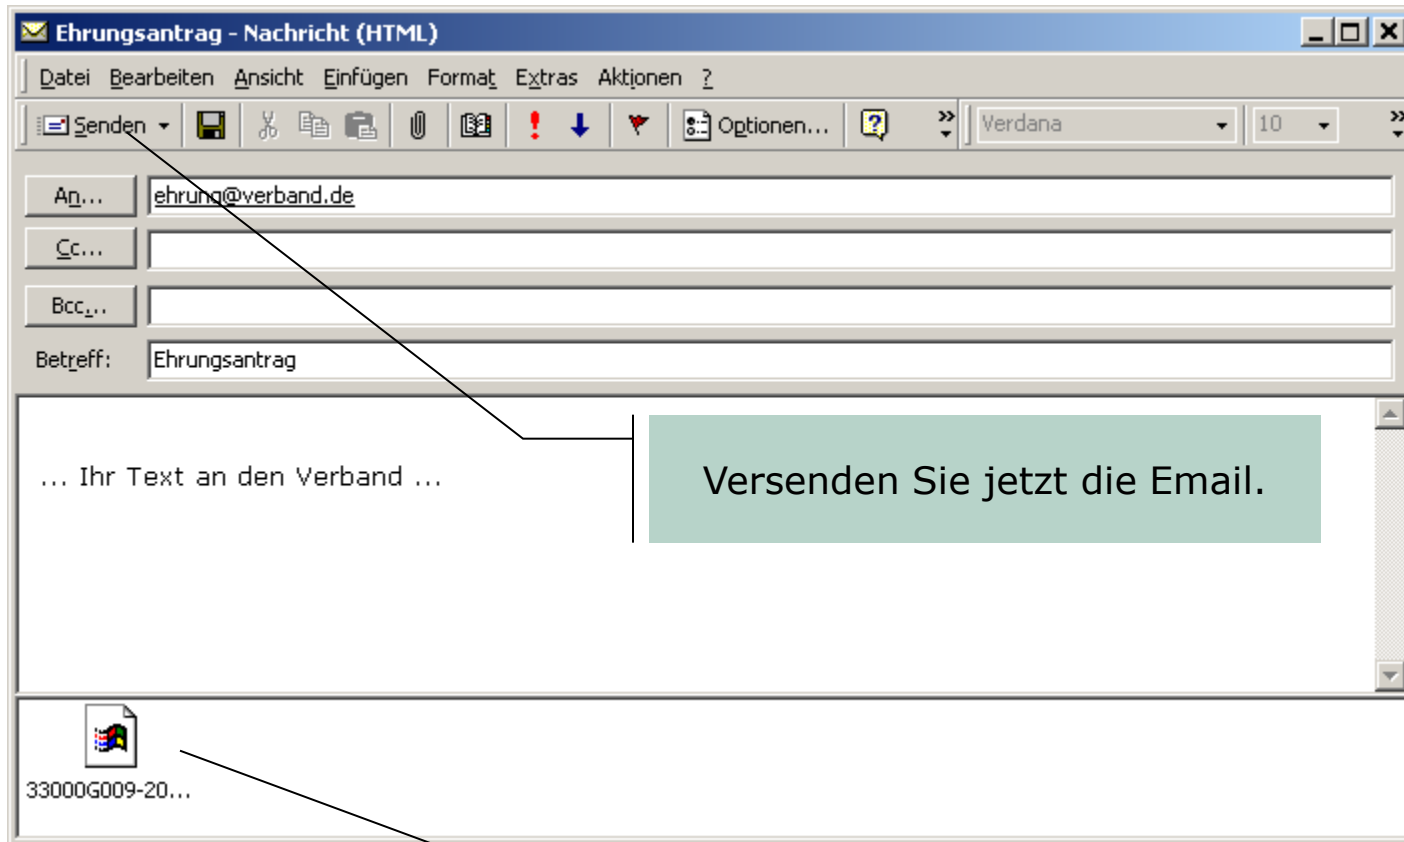 Ehrungsantrag - Nachricht (HTML)
Datei Bearbeiten Ansicht Einfügen Format Extras Aktionen ?
Senden Optionen... Verdana 10
An... ehrung@verband.de
Cc...
Bcc...
Betreff: Ehrungsantrag
... Ihr Text an den Verband ...
Versenden Sie jetzt die Email.
33000G009-20...